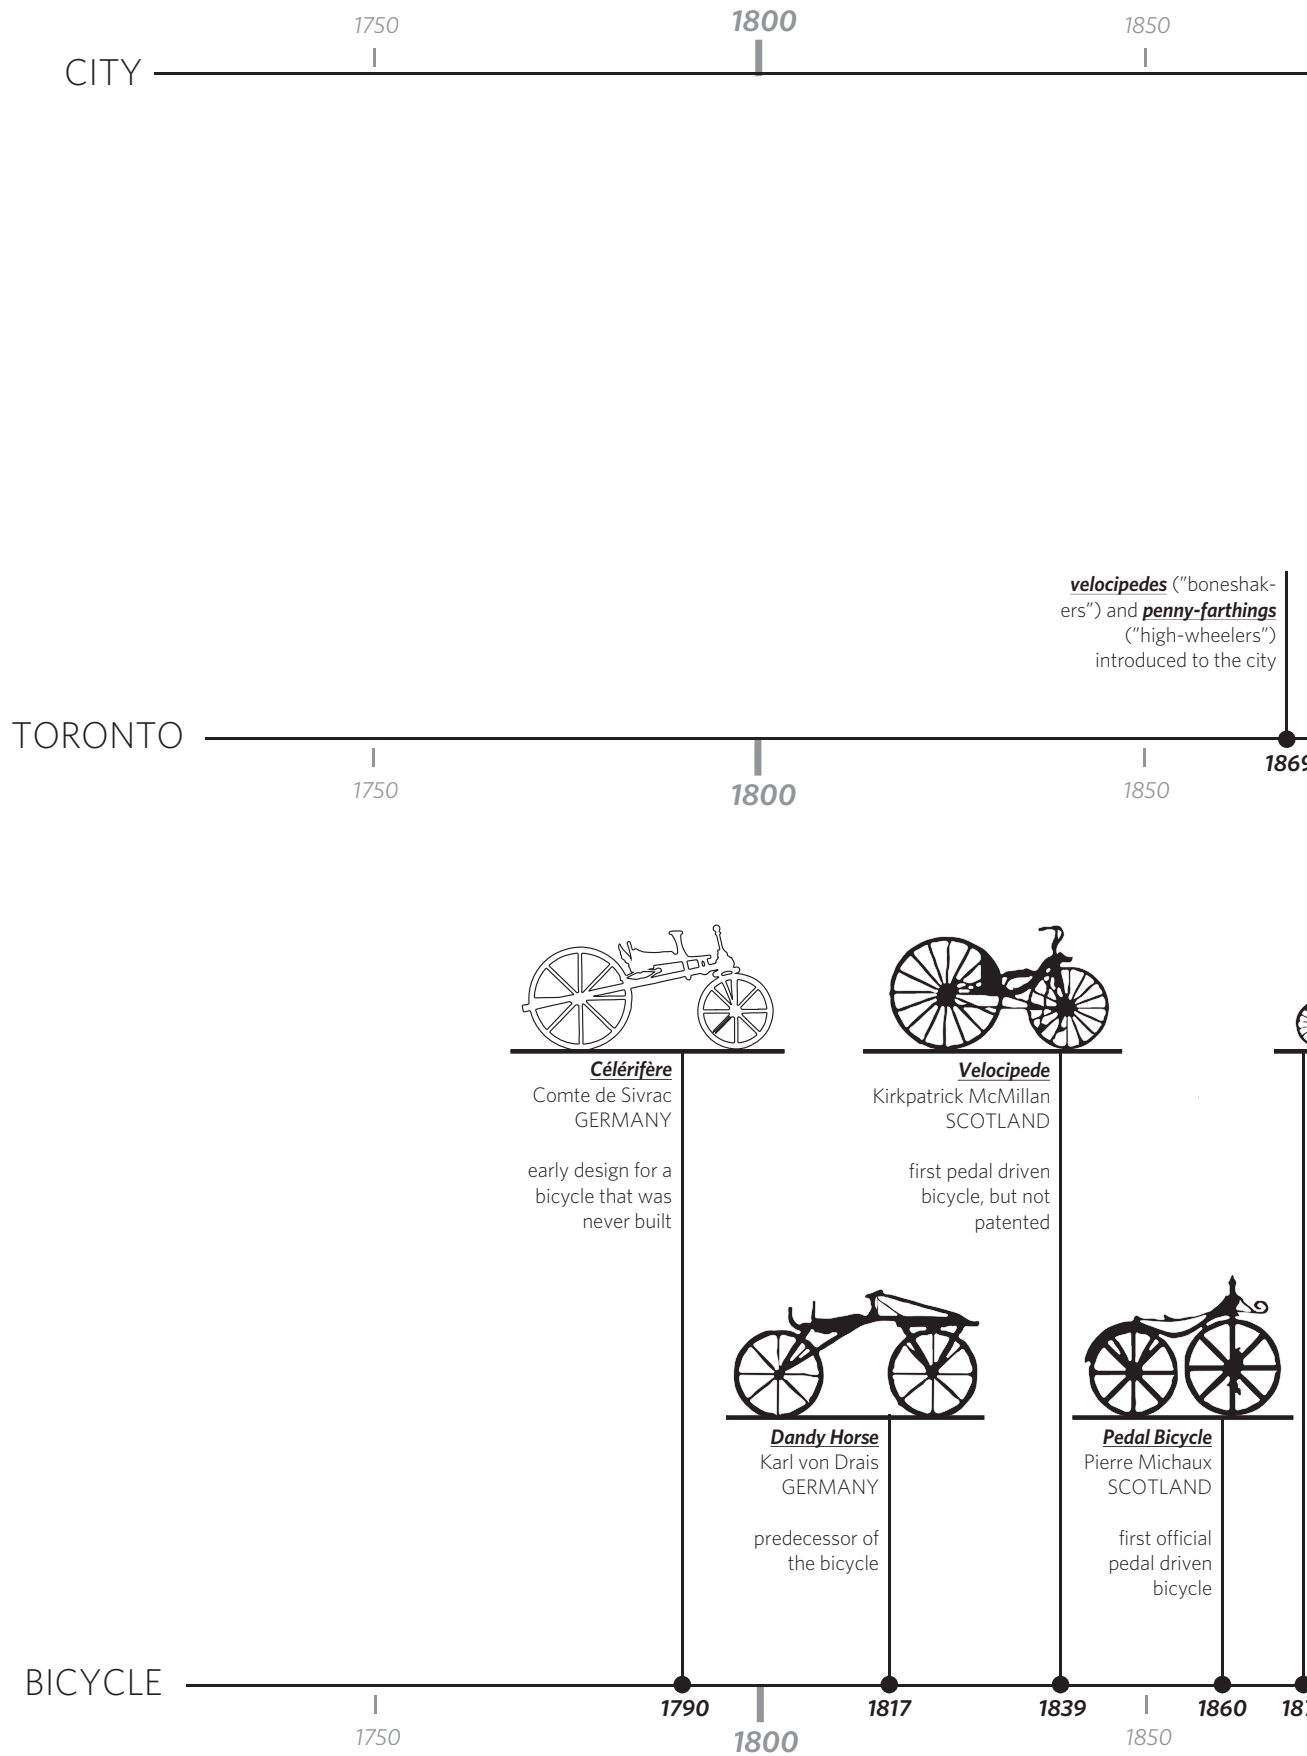 1750
1800
1850
CITY
velocipedes ("boneshak-
ers") and penny-farthings
("high-wheelers")
introduced to the city
TORONTO
1869
1750
1800
1850
Célérifère
Comte de Sivrac
GERMANY
early design for a
bicycle that was
never built
Velocipede
Kirkpatrick McMillan
SCOTLAND
first pedal driven
bicycle, but not
patented
Dandy Horse
Karl von Drais
GERMANY
predecessor of
the bicycle
Pedal Bicycle
Pierre Michaux
SCOTLAND
first official
pedal driven
bicycle
BICYCLE
1790
1817
1839
1860
1750
1800
1850